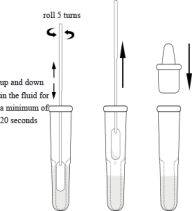 roll 5 turns
up and down
in the fluid for
a minimum of
20 seconds